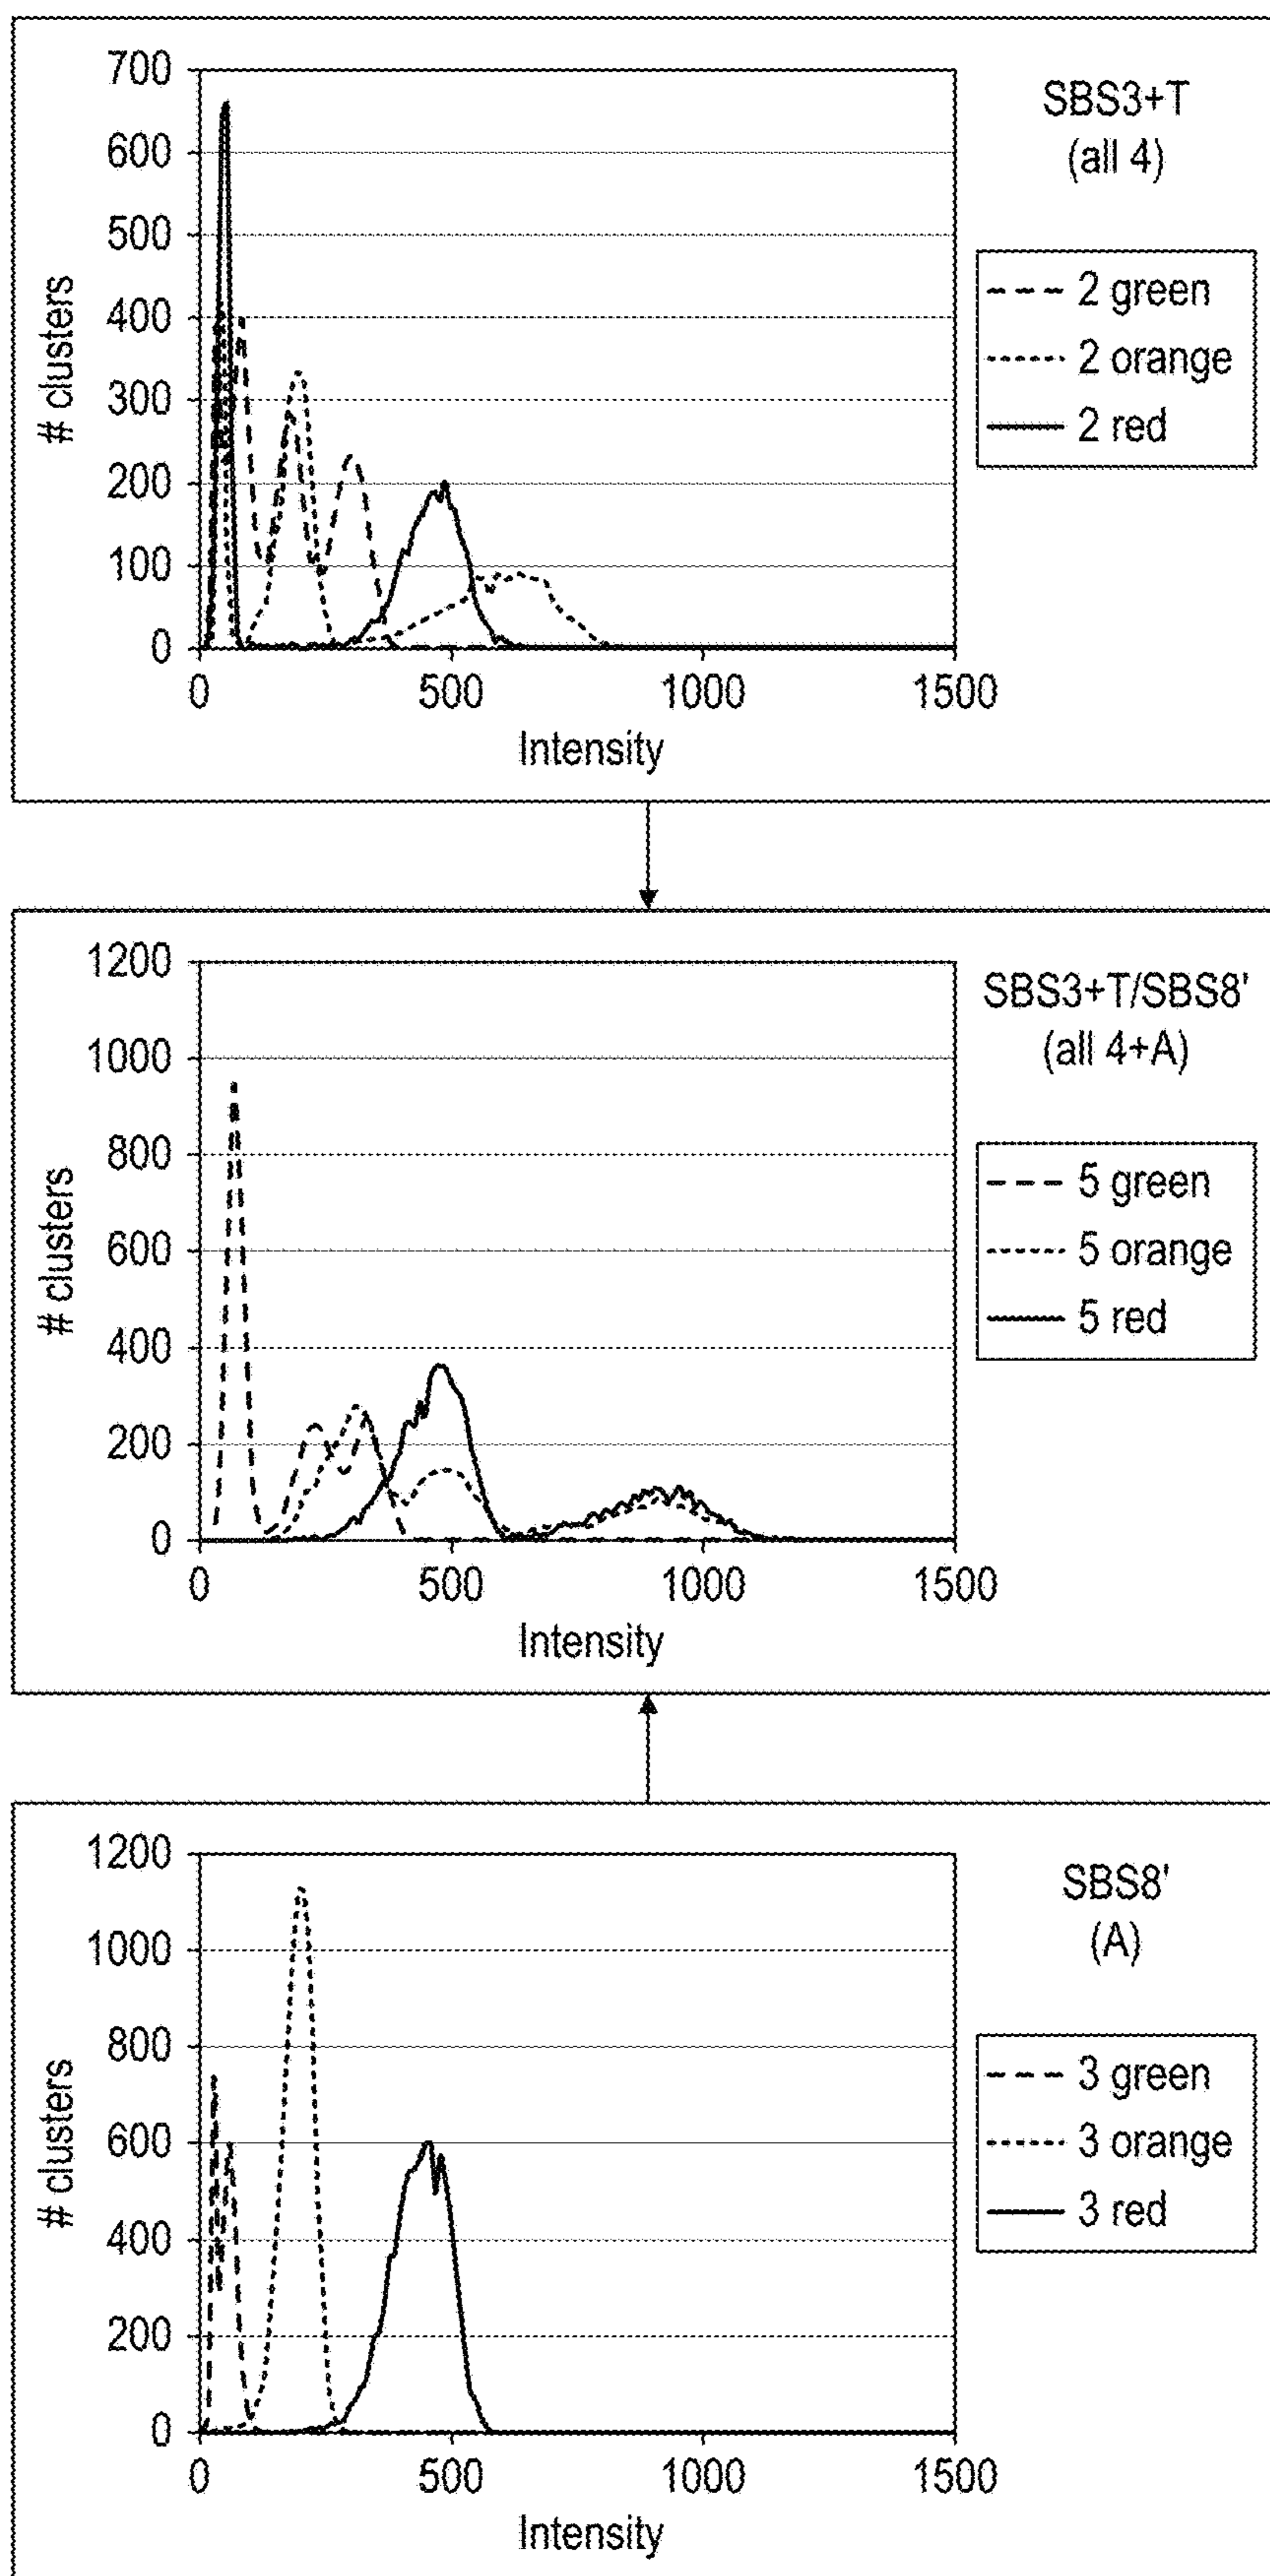 700
600
500
400
300
200
100
0
# clusters
0 500 1000 1500
Intensity
SBS3+T
(all 4)
2 green
2 orange
2 red
1200
1000
800
600
400
200
0
# clusters
0 500 1000 1500
Intensity
SBS3+T/SBS8'
(all 4+A)
5 green
5 orange
5 red
1200
1000
800
600
400
200
0
# clusters
0 500 1000 1500
Intensity
SBS8'
(A)
3 green
3 orange
3 red